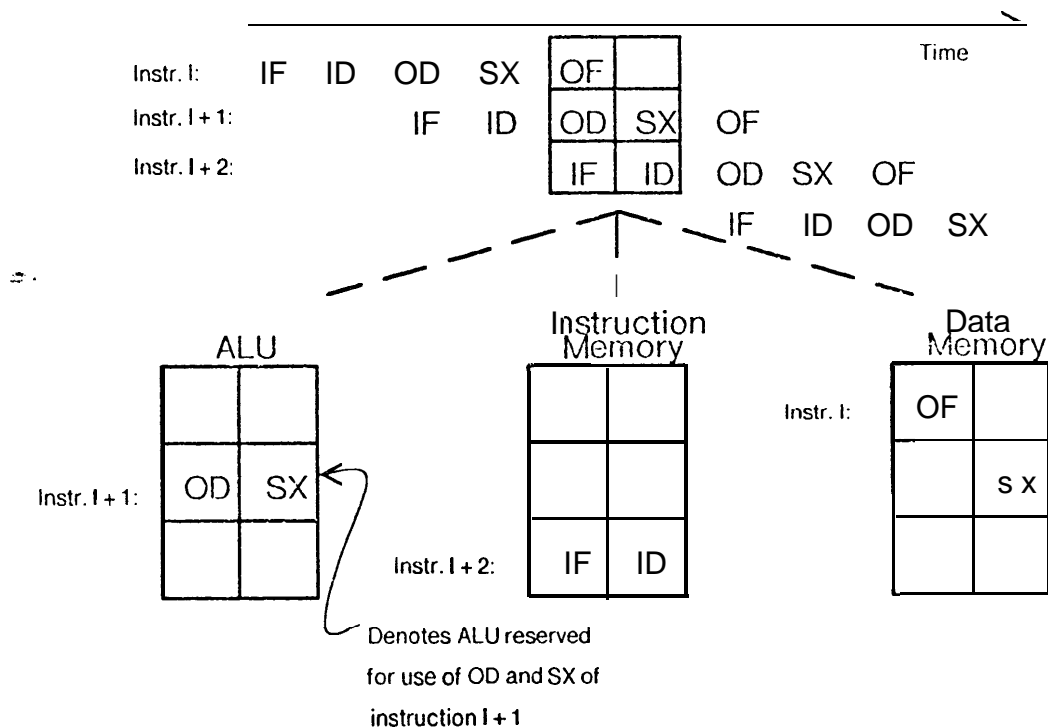 Time
Instr. I: IF ID OD SX OF
Instr. I + 1: IF ID OD SX OF
Instr. I + 2: IF ID OD SX OF
IF ID OD SX
ALU
Instruction
Memory
Data
Memory
Instr. I: OF
Instr. I + 1: OD SX
s x
Instr. I + 2: IF ID
Denotes ALU reserved
for use of OD and SX of
instruction I + 1